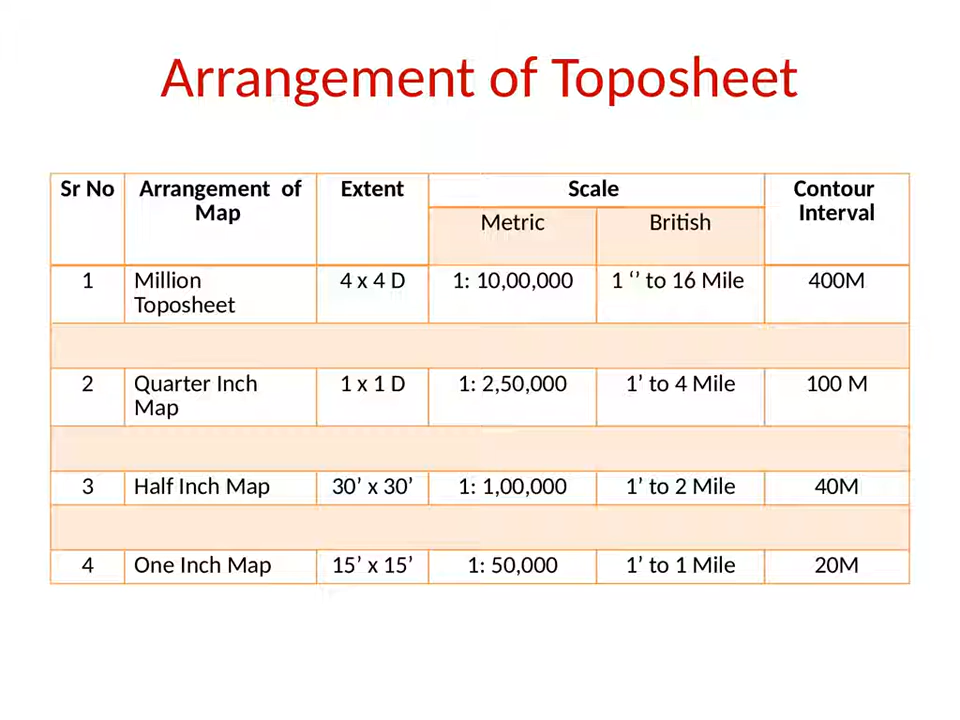 Arrangement of Toposheet
Sr No Arrangement of Map Extent Scale Contour Interval
Metric British
1 Million Toposheet 4 x 4 D 1: 10,00,000 1 ‘’ to 16 Mile 400M
2 Quarter Inch Map 1 x 1 D 1: 2,50,000 1’ to 4 Mile 100 M
3 Half Inch Map 30’ x 30’ 1: 1,00,000 1’ to 2 Mile 40M
4 One Inch Map 15’ x 15’ 1: 50,000 1’ to 1 Mile 20M